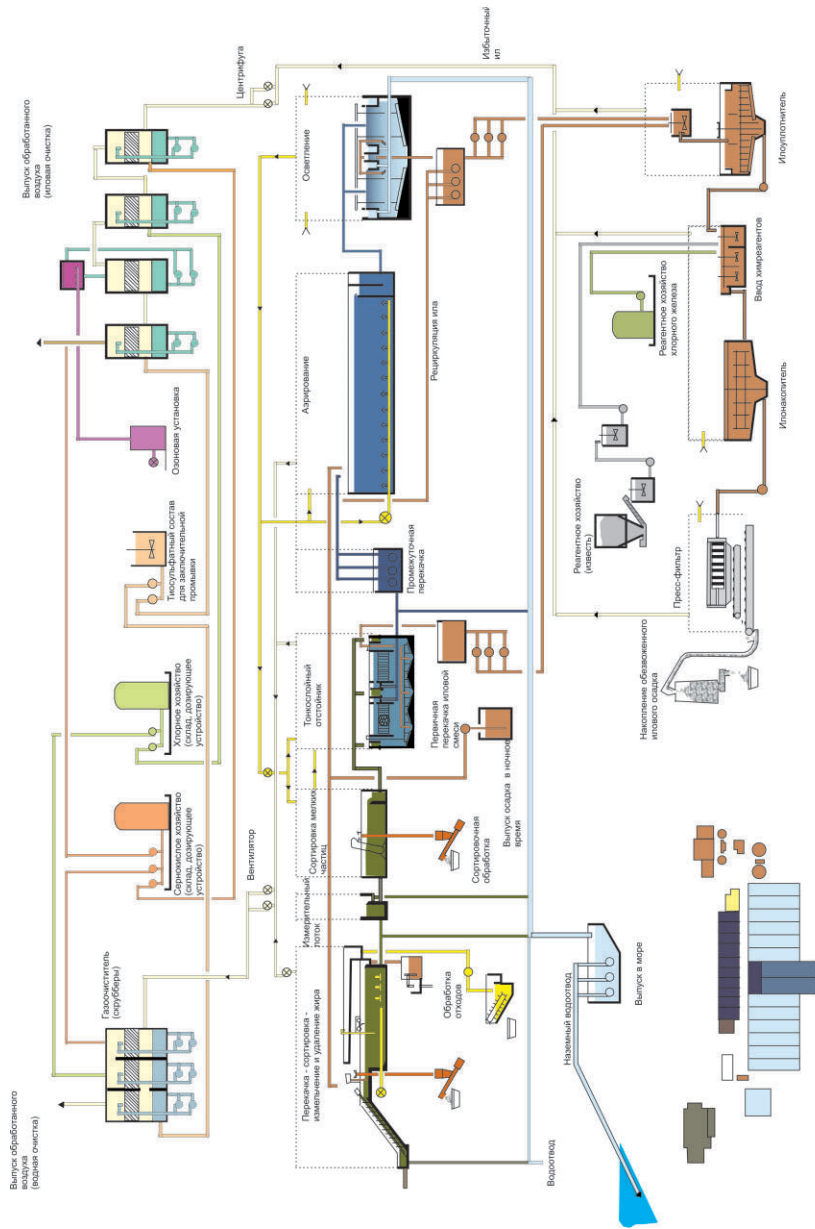 Выпуск обработанного
воздуха
(водная очистка)
Газоочиститель
(скрубберы)
Сернокислое хозяйство
(склад, дозирующее
устройство)
Хлорное хозяйство
(склад, дозирующее
устройство)
Тиосульфатный состав
для заключительной
промывки
Озоновая установка
Выпуск обработанного
воздуха
(иловая очистка)
Вентилятор
Центрифуга
Перекачка - сортировка -
измельчение и удаление жира
Измерительный
лоток
Сортировка мелких
частиц
Тонкослойный
отстойник
Аэрирование
Осветление
Избыточный
ил
Обработка
отходов
Сортировочная
обработка
Выпуск осадка в ночное
время
Первичная
перекачка иловой
смеси
Промежуточная
перекачка
Рециркуляция ила
Водоотвод
Наземный водоотвод
Выпуск в море
Накопление обезвоженного
илового осадка
Пресс-фильтр
Реагентное хозяйство
(известь)
Реагентное хозяйство
хлорного железа
Илонакопитель
Ввод химреагентов
Илоуплотнитель